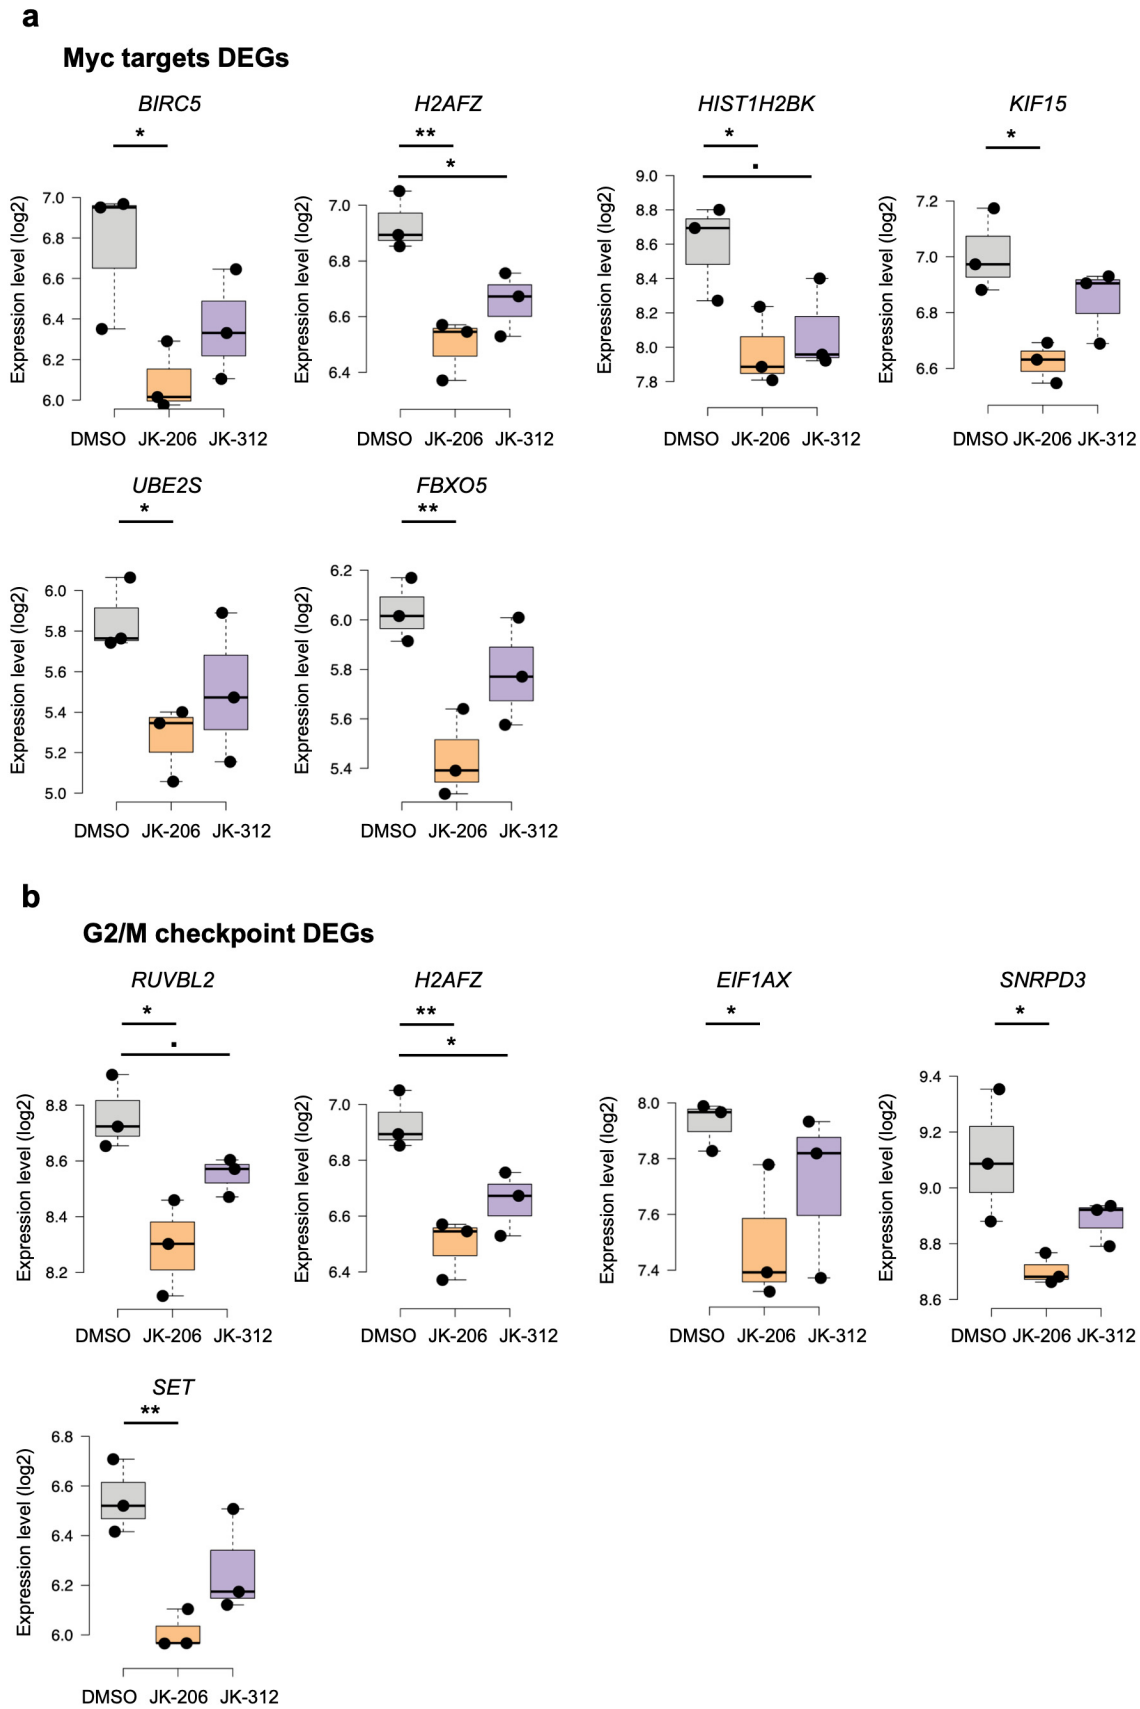 a
Myc targets DEGs
BIRC5 H2AFZ HIST1H2BK KIF15
* ** * *
* .
Expression level (log2) Expression level (log2) Expression level (log2) Expression level (log2)
7.0 6.8 6.6 6.4 6.2 6.0
7.0 6.8 6.6 6.4
9.0 8.8 8.6 8.4 8.2 8.0 7.8
7.2 7.0 6.8 6.6
DMSO JK-206 JK-312 DMSO JK-206 JK-312 DMSO JK-206 JK-312 DMSO JK-206 JK-312
UBE2S FBXO5
* **
Expression level (log2) Expression level (log2)
6.0 5.8 5.6 5.4 5.2 5.0
6.2 6.0 5.8 5.6 5.4
DMSO JK-206 JK-312 DMSO JK-206 JK-312
b
G2/M checkpoint DEGs
RUVBL2 H2AFZ EIF1AX SNRPD3
* ** * *
. *
Expression level (log2) Expression level (log2) Expression level (log2) Expression level (log2)
8.8 8.6 8.4 8.2
7.0 6.8 6.6 6.4
8.0 7.8 7.6 7.4
9.4 9.2 9.0 8.8 8.6
DMSO JK-206 JK-312 DMSO JK-206 JK-312 DMSO JK-206 JK-312 DMSO JK-206 JK-312
SET
**
Expression level (log2)
6.8 6.6 6.4 6.2 6.0
DMSO JK-206 JK-312